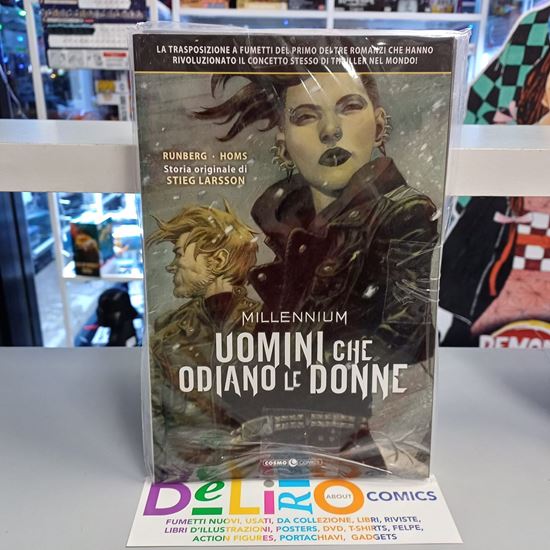 LA TRASPOSIZIONE A FUMETTI DEL PRIMO DEI TRE ROMANZI CHE HANNO
RIVOLUZIONATO IL CONCETTO STESSO DI THRILLER NEL MONDO!
RUNBERG · HOMS
Storia originale di
STIEG LARSSON
MILLENNIUM
UOMINI CHE
ODIANO LE DONNE
COSMO COMICS
DELIRIO ABOUT COMICS
FUMETTI NUOVI, USATI, DA COLLEZIONE, LIBRI, RIVISTE,
LIBRI D'ILLUSTRAZIONI, POSTERS, DVD, T-SHIRTS, FELPE,
ACTION FIGURES, PORTACHIAVI, GADGETS